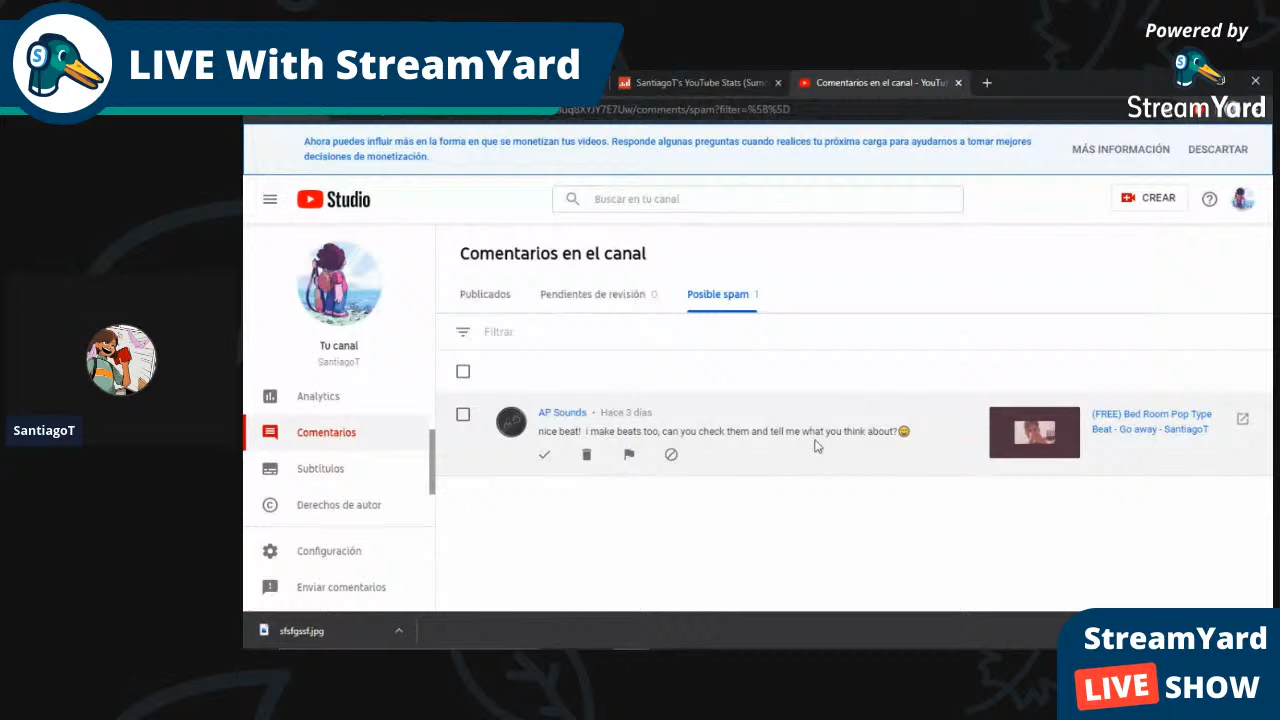 LIVE With StreamYard
Powered by
StreamYard
SantiagoT's YouTube Stats (Sum
Comentarios en el canal - YouTu
/comments/spam?filter=%5B%5D
Ahora puedes influir más en la forma en que se monetizan tus videos. Responde algunas preguntas cuando realices tu próxima carga para ayudarnos a tomar mejores
decisiones de monetización.
MÁS INFORMACIÓN
DESCARTAR
Studio
Buscar en tu canal
CREAR
Comentarios en el canal
Publicados
Pendientes de revisión 0
Posible spam 1
Filtrar
Tu canal
SantiagoT
Analytics
Comentarios
Subtítulos
Derechos de autor
Configuración
Enviar comentarios
AP Sounds • Hace 3 días
nice beat! i make beats too, can you check them and tell me what you think about?😄
(FREE) Bed Room Pop Type
Beat - Go away - SantiagoT
SantiagoT
sfsfgssf.jpg
StreamYard
LIVE SHOW